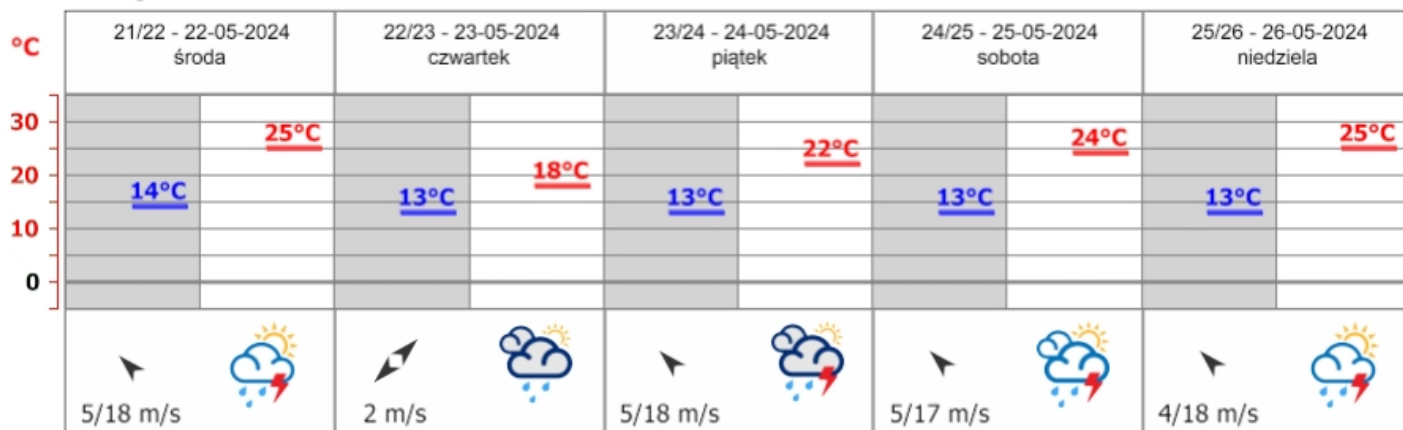 °C
21/22 - 22-05-2024
środa
22/23 - 23-05-2024
czwartek
23/24 - 24-05-2024
piątek
24/25 - 25-05-2024
sobota
25/26 - 26-05-2024
niedziela
30
20
10
0
14°C
25°C
13°C
18°C
13°C
22°C
13°C
24°C
13°C
25°C
5/18 m/s
2 m/s
5/18 m/s
5/17 m/s
4/18 m/s